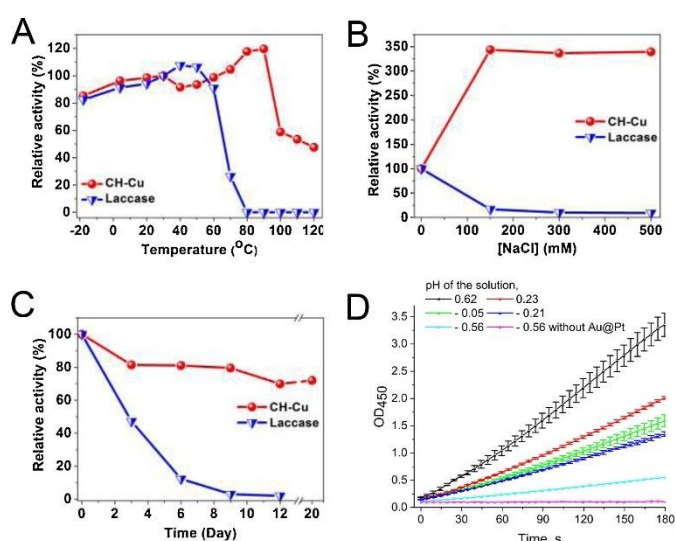 A
Relative activity (%)
120
100
80
60
40
20
0
CH-Cu
Laccase
-20 0 20 40 60 80 100 120
Temperature (°C)
B
Relative activity (%)
350
300
250
200
150
100
50
0
CH-Cu
Laccase
0 100 200 300 400 500
[NaCl] (mM)
C
Relative activity (%)
100
80
60
40
20
0
CH-Cu
Laccase
0 2 4 6 8 10 12 20
Time (Day)
D
pH of the solution,
0.62 0.23
- 0.05 - 0.21
- 0.56 - 0.56 without Au@Pt
OD450
3.5
3.0
2.5
2.0
1.5
1.0
0.5
0.0
0 30 60 90 120 150 180
Time, s